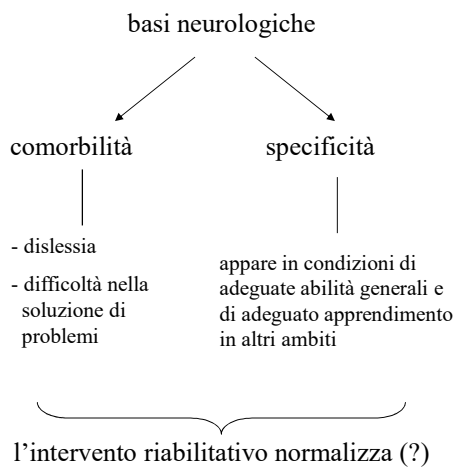 basi neurologiche
comorbilità
specificità
- dislessia
- difficoltà nella
soluzione di
problemi
appare in condizioni di
adeguate abilità generali e
di adeguato apprendimento
in altri ambiti
l’intervento riabilitativo normalizza (?)